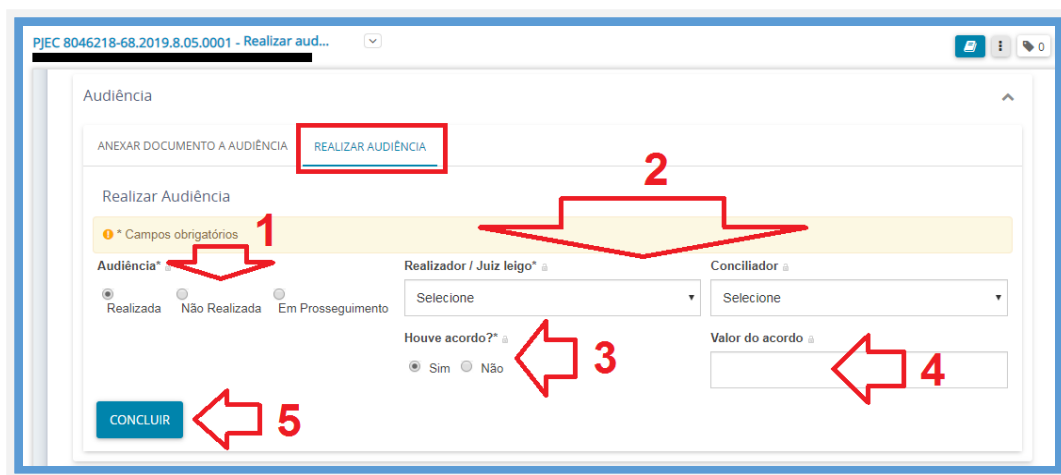 PJEC 8046218-68.2019.8.05.0001 - Realizar aud...
0
Audiência
ANEXAR DOCUMENTO A AUDIÊNCIA
REALIZAR AUDIÊNCIA
2
Realizar Audiência
1
* Campos obrigatórios
Audiência*
Realizador / Juiz leigo*
Conciliador
Realizada Não Realizada Em Prosseguimento
Selecione
Selecione
Houve acordo?*
Valor do acordo
Sim Não
3
4
CONCLUIR
5